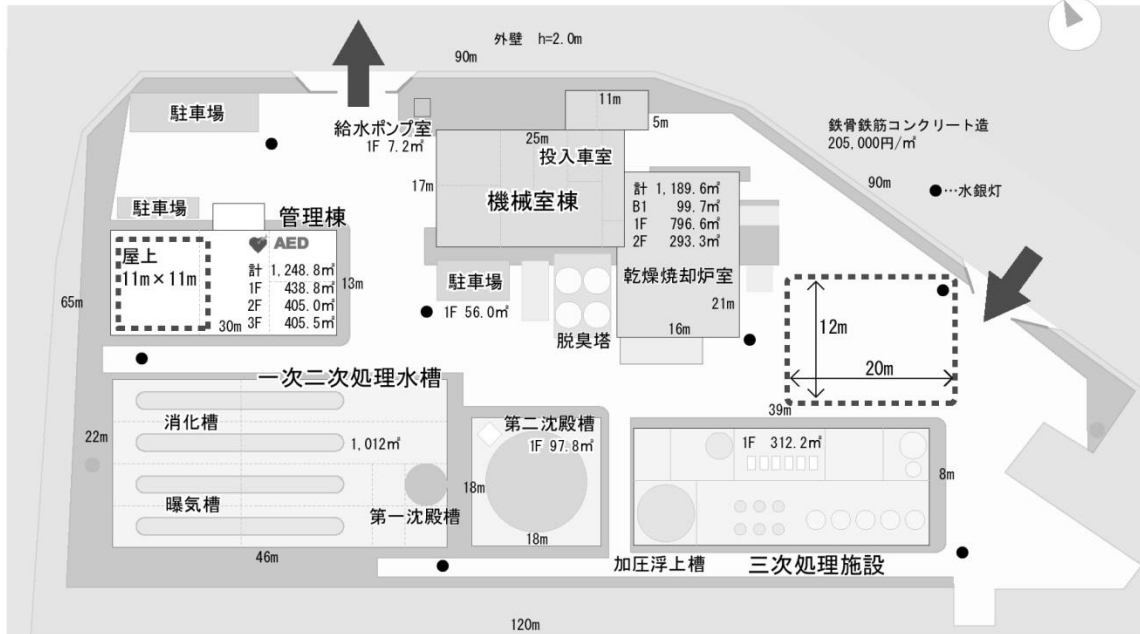 外壁 h=2.0m
90m
駐車場
11m
5m
給水ポンプ室
1F 7.2㎡
25m
投入車室
17m
機械室棟
鉄骨鉄筋コンクリート造
205,000円/㎡
90m
●…水銀灯
計 1,189.6㎡
B1 99.7㎡
1F 796.6㎡
2F 293.3㎡
乾燥焼却炉室
21m
16m
駐車場
管理棟
屋上
11m×11m
AED
計 1,248.8㎡
1F 438.8㎡
2F 405.0㎡
3F 405.5㎡
13m
30m
65m
駐車場
1F 56.0㎡
脱臭塔
12m
20m
一次二次処理水槽
消化槽
1,012㎡
22m
曝気槽
第一沈殿槽
46m
第二沈殿槽
1F 97.8㎡
18m
18m
39m
1F 312.2㎡
8m
加圧浮上槽
三次処理施設
120m